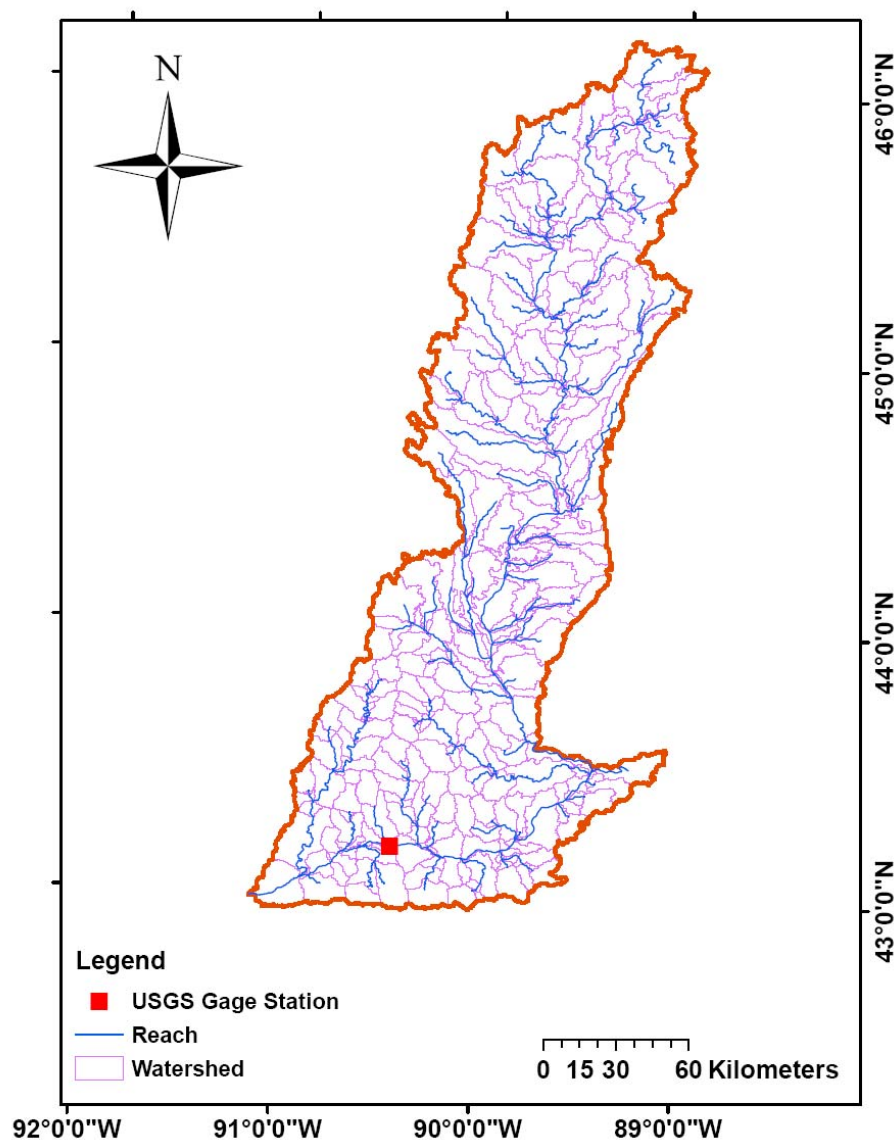 N
46°0'0"N
45°0'0"N
44°0'0"N
43°0'0"N
Legend
USGS Gage Station
Reach
Watershed
0 15 30 60 Kilometers
92°0'0"W 91°0'0"W 90°0'0"W 89°0'0"W